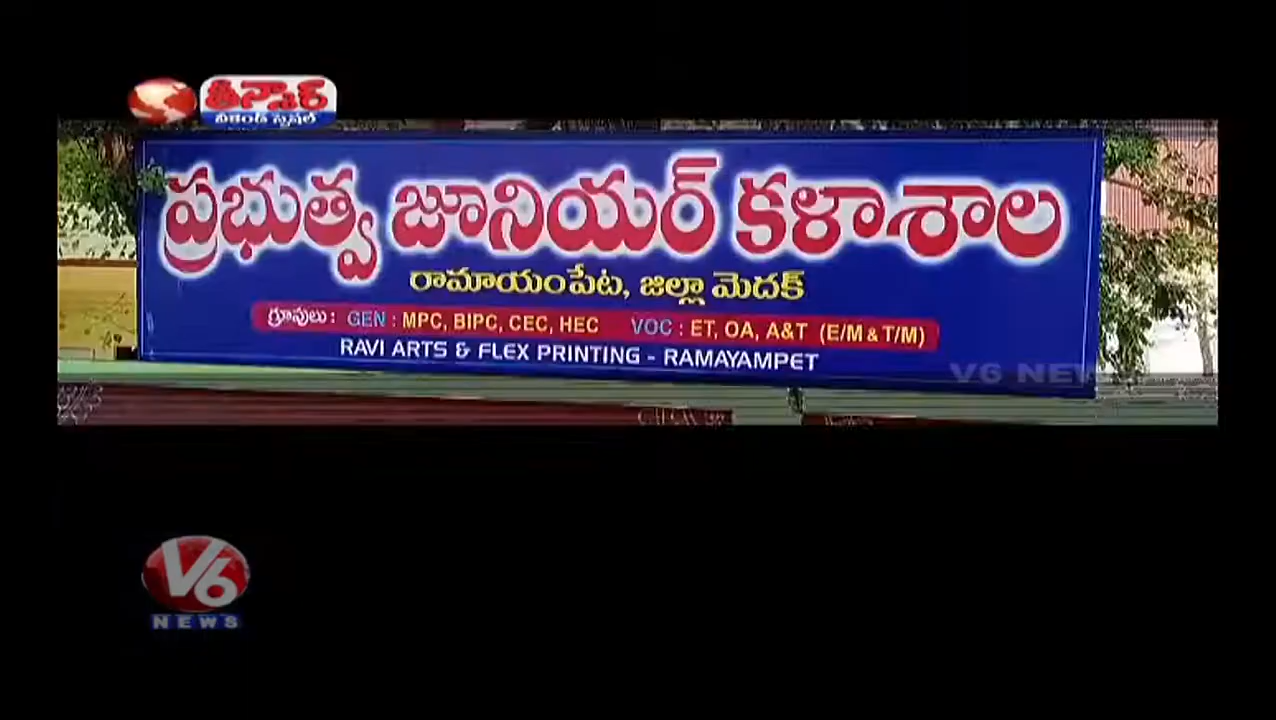 తీన్మార్
వీకెండ్ స్పెషల్
ప్రభుత్వ జూనియర్ కళాశాల
రామాయంపేట, జిల్లా మెదక్
గ్రూపులు : GEN : MPC, BIPC, CEC, HEC VOC : ET, OA, A&T (E/M & T/M)
RAVI ARTS & FLEX PRINTING - RAMAYAMPET
V6 NEWS
V6
NEWS